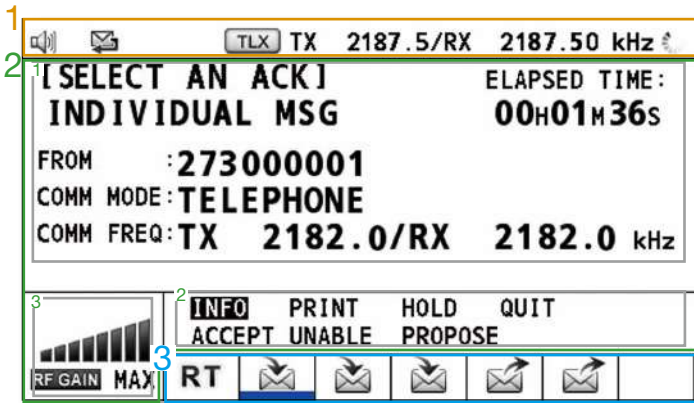 1
TLX TX 2187.5/RX 2187.50 kHz
2
1
[SELECT AN ACK] ELAPSED TIME:
INDIVIDUAL MSG 00H01M36S
FROM :273000001
COMM MODE:TELEPHONE
COMM FREQ:TX 2182.0/RX 2182.0 kHz
3
2
INFO PRINT HOLD QUIT
ACCEPT UNABLE PROPOSE
RF GAIN MAX
3
RT